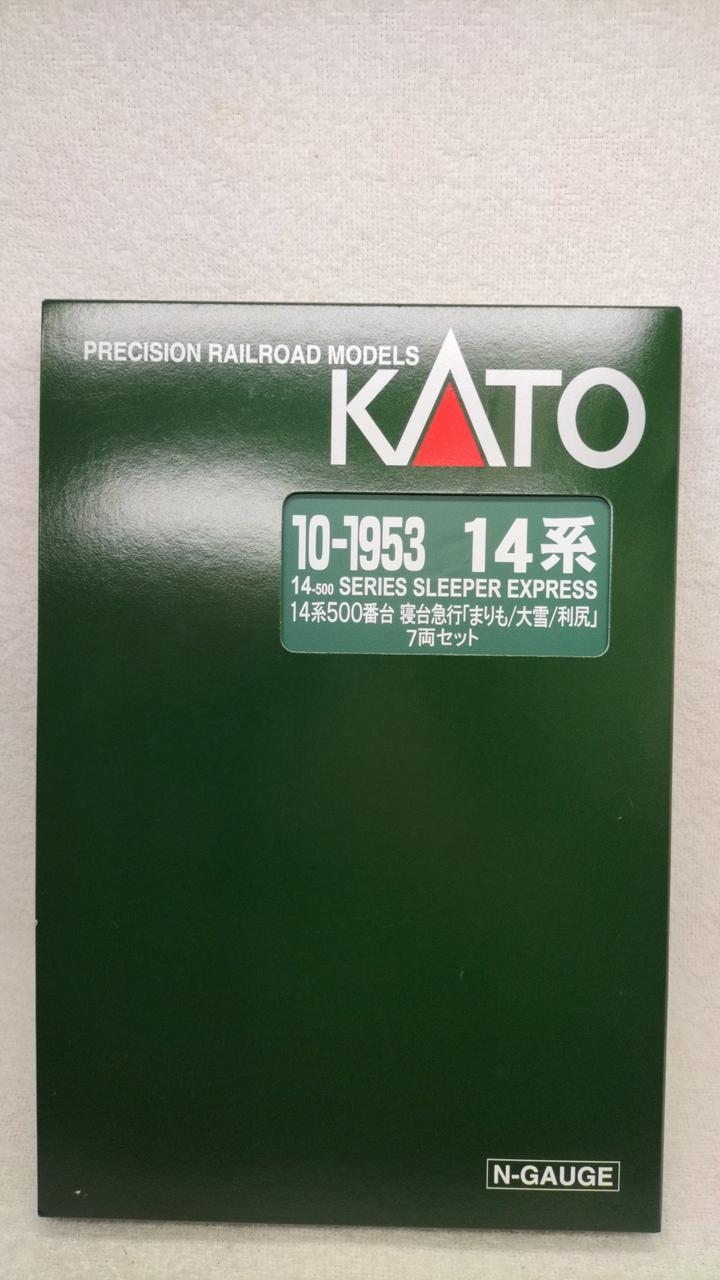 PRECISION RAILROAD MODELS
KATO
10-1953 14系
14-500 SERIES SLEEPER EXPRESS
14系500番台 寝台急行「まりも/大雪/利尻」
7両セット
N-GAUGE